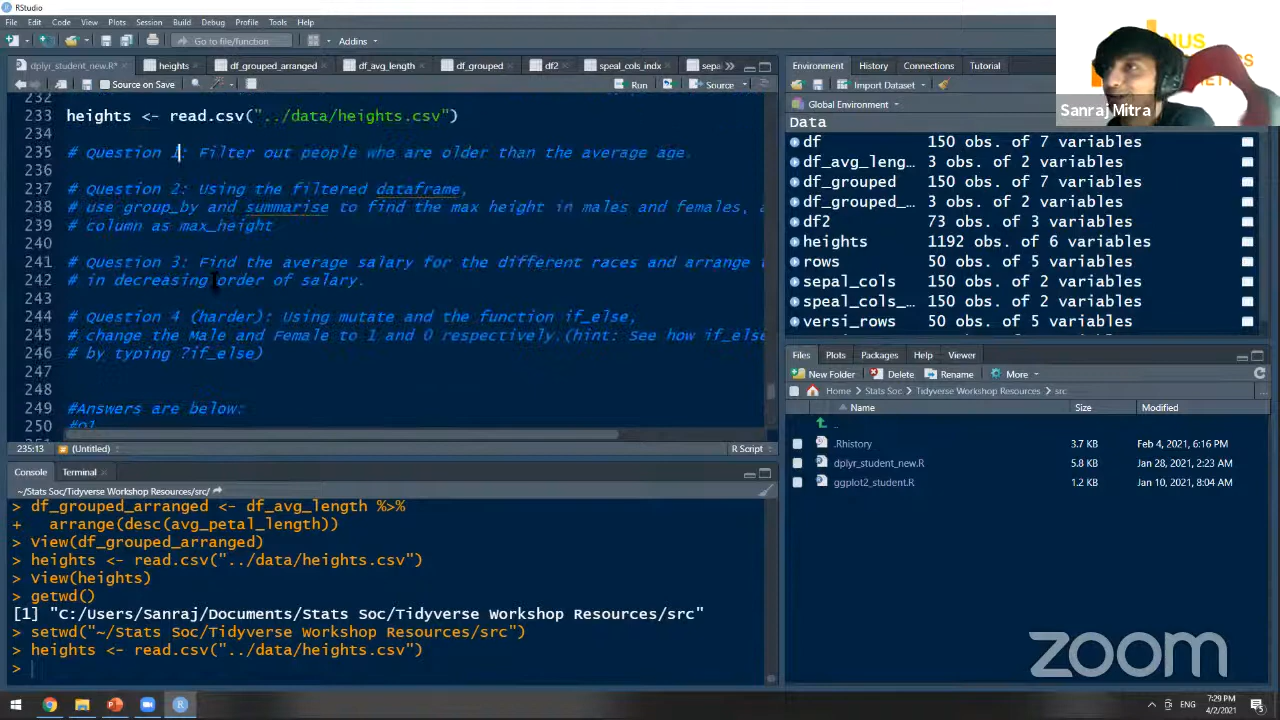 RStudio
File Edit Code View Plots Session Build Debug Profile Tools Help
Go to file/function Addins
dplyr_student_new.R* heights df_grouped_arranged df_avg_length df_grouped df2 speal_cols_indx sepa
Source on Save Run Source
232
233 heights <- read.csv("../data/heights.csv")
234
235 # Question 1: Filter out people who are older than the average age.
236
237 # Question 2: Using the filtered dataframe,
238 # use group_by and summarise to find the max height in males and females, a
239 # column as max_height
240
241 # Question 3: Find the average salary for the different races and arrange t
242 # in decreasing order of salary.
243
244 # Question 4 (harder): Using mutate and the function if_else,
245 # change the Male and Female to 1 and 0 respectively.(hint: See how if_else
246 # by typing ?if_else)
247
248
249 #Answers are below:
250 #Q1
235:13 (Untitled) R Script
Console Terminal
~/Stats Soc/Tidyverse Workshop Resources/src/
> df_grouped_arranged <- df_avg_length %>%
+ arrange(desc(avg_petal_length))
> View(df_grouped_arranged)
> heights <- read.csv("../data/heights.csv")
> View(heights)
> getwd()
[1] "C:/Users/Sanraj/Documents/Stats Soc/Tidyverse Workshop Resources/src"
> setwd("~/Stats Soc/Tidyverse Workshop Resources/src")
> heights <- read.csv("../data/heights.csv")
>
Environment History Connections Tutorial
Import Dataset
Global Environment
Data
df 150 obs. of 7 variables
df_avg_leng… 3 obs. of 2 variables
df_grouped 150 obs. of 7 variables
df_grouped_… 3 obs. of 2 variables
df2 73 obs. of 3 variables
heights 1192 obs. of 6 variables
rows 50 obs. of 5 variables
sepal_cols 150 obs. of 2 variables
speal_cols_… 150 obs. of 2 variables
versi_rows 50 obs. of 5 variables
Files Plots Packages Help Viewer
New Folder Delete Rename More
Home Stats Soc Tidyverse Workshop Resources src
Name Size Modified
..
.Rhistory 3.7 KB Feb 4, 2021, 6:16 PM
dplyr_student_new.R 5.8 KB Jan 28, 2021, 2:23 AM
ggplot2_student.R 1.2 KB Jan 10, 2021, 8:04 AM
NUS
Sanraj Mitra
zoom
ENG 7:29 PM
4/2/2021
5